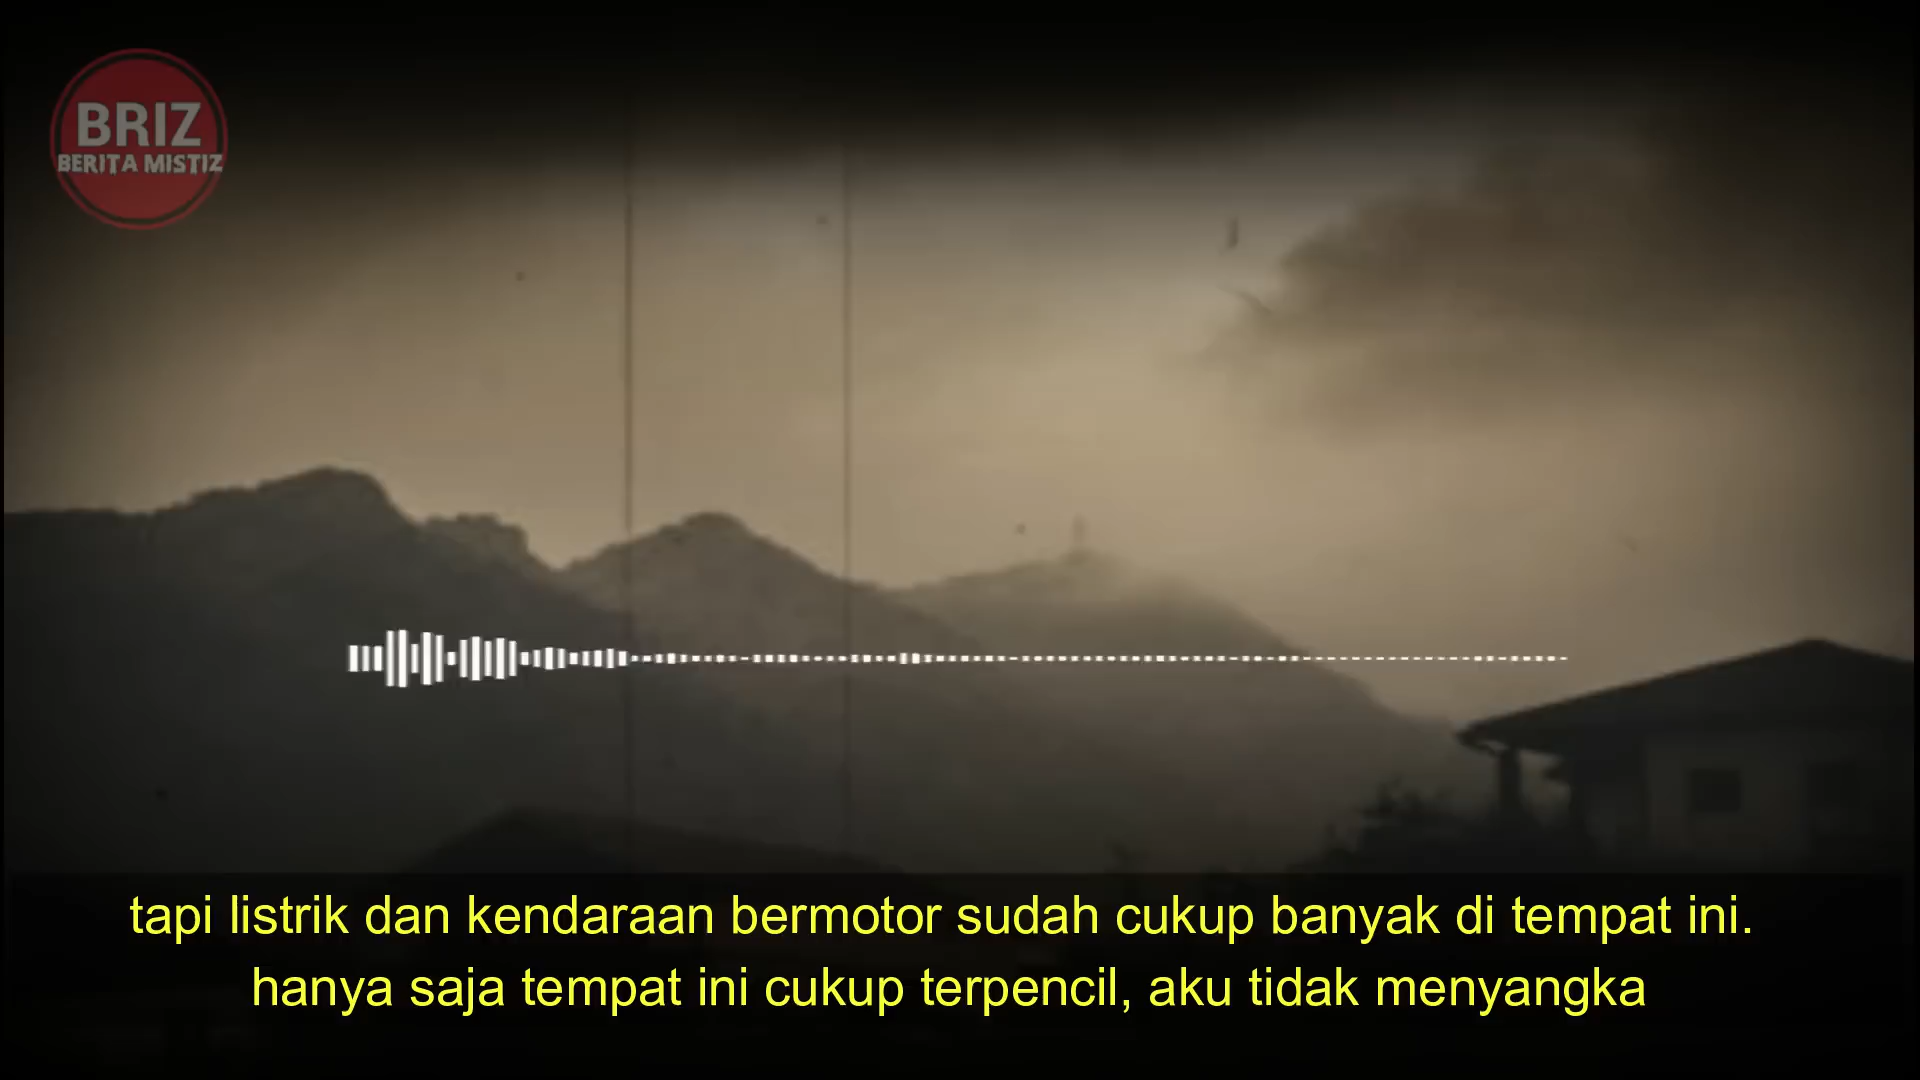 BRIZ
BERITA MISTIZ
tapi listrik dan kendaraan bermotor sudah cukup banyak di tempat ini.
hanya saja tempat ini cukup terpencil, aku tidak menyangka